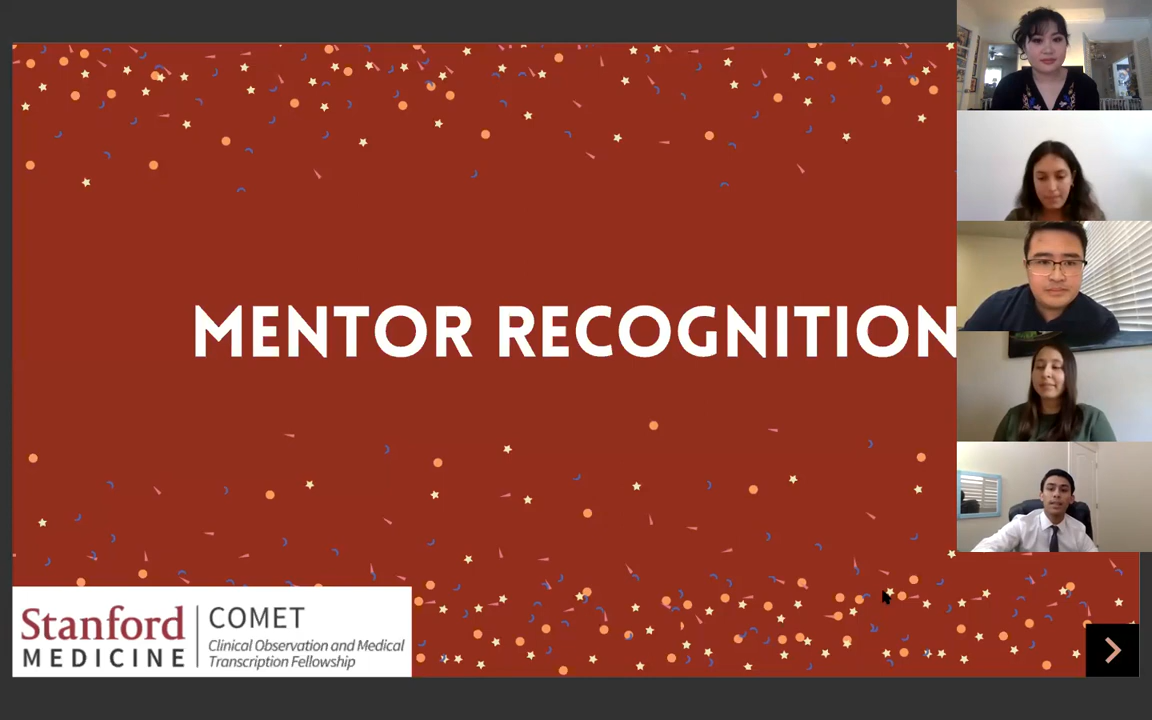 MENTOR RECOGNITION
Stanford
MEDICINE
COMET
Clinical Observation and Medical
Transcription Fellowship